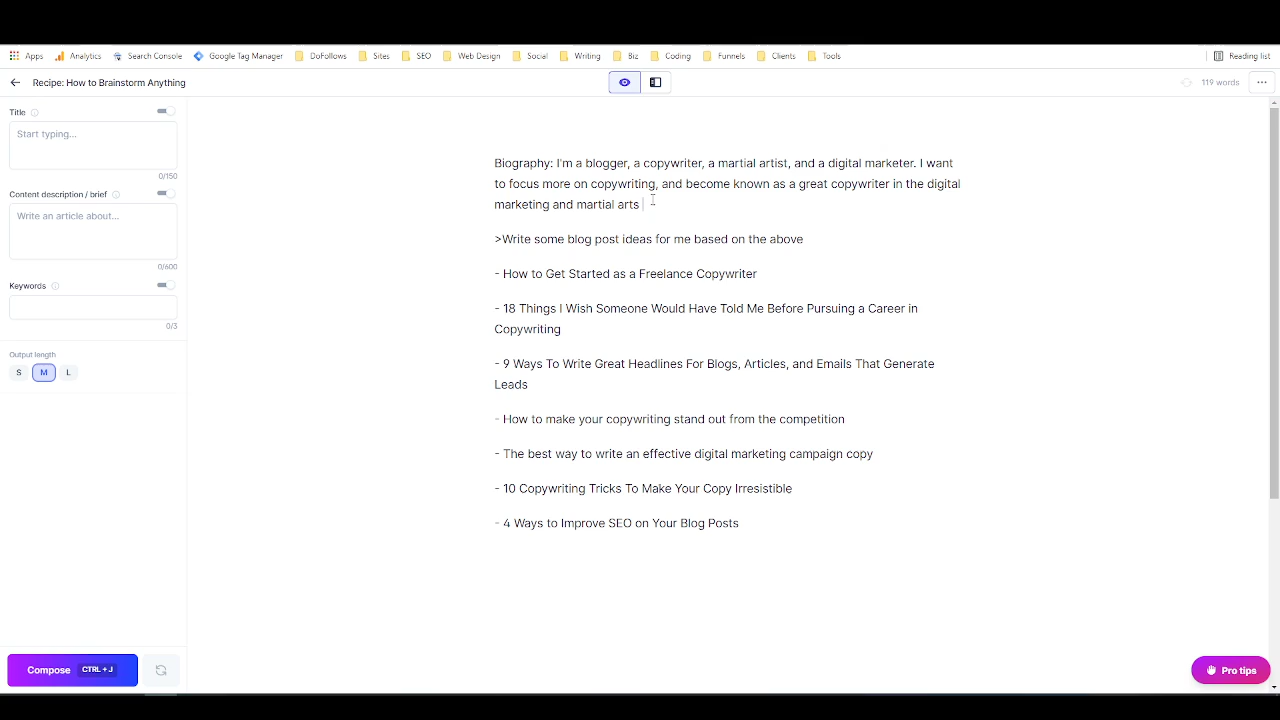 Apps Analytics Search Console Google Tag Manager DoFollows Sites SEO Web Design Social Writing Biz Coding Funnels Clients Tools Reading list
Recipe: How to Brainstorm Anything
119 words
Title
Start typing...
0/150
Content description / brief
Write an article about...
0/600
Keywords
0/3
Output length
S M L
Compose CTRL + J
Biography: I'm a blogger, a copywriter, a martial artist, and a digital marketer. I want
to focus more on copywriting, and become known as a great copywriter in the digital
marketing and martial arts
>Write some blog post ideas for me based on the above
- How to Get Started as a Freelance Copywriter
- 18 Things I Wish Someone Would Have Told Me Before Pursuing a Career in
Copywriting
- 9 Ways To Write Great Headlines For Blogs, Articles, and Emails That Generate
Leads
- How to make your copywriting stand out from the competition
- The best way to write an effective digital marketing campaign copy
- 10 Copywriting Tricks To Make Your Copy Irresistible
- 4 Ways to Improve SEO on Your Blog Posts
Pro tips